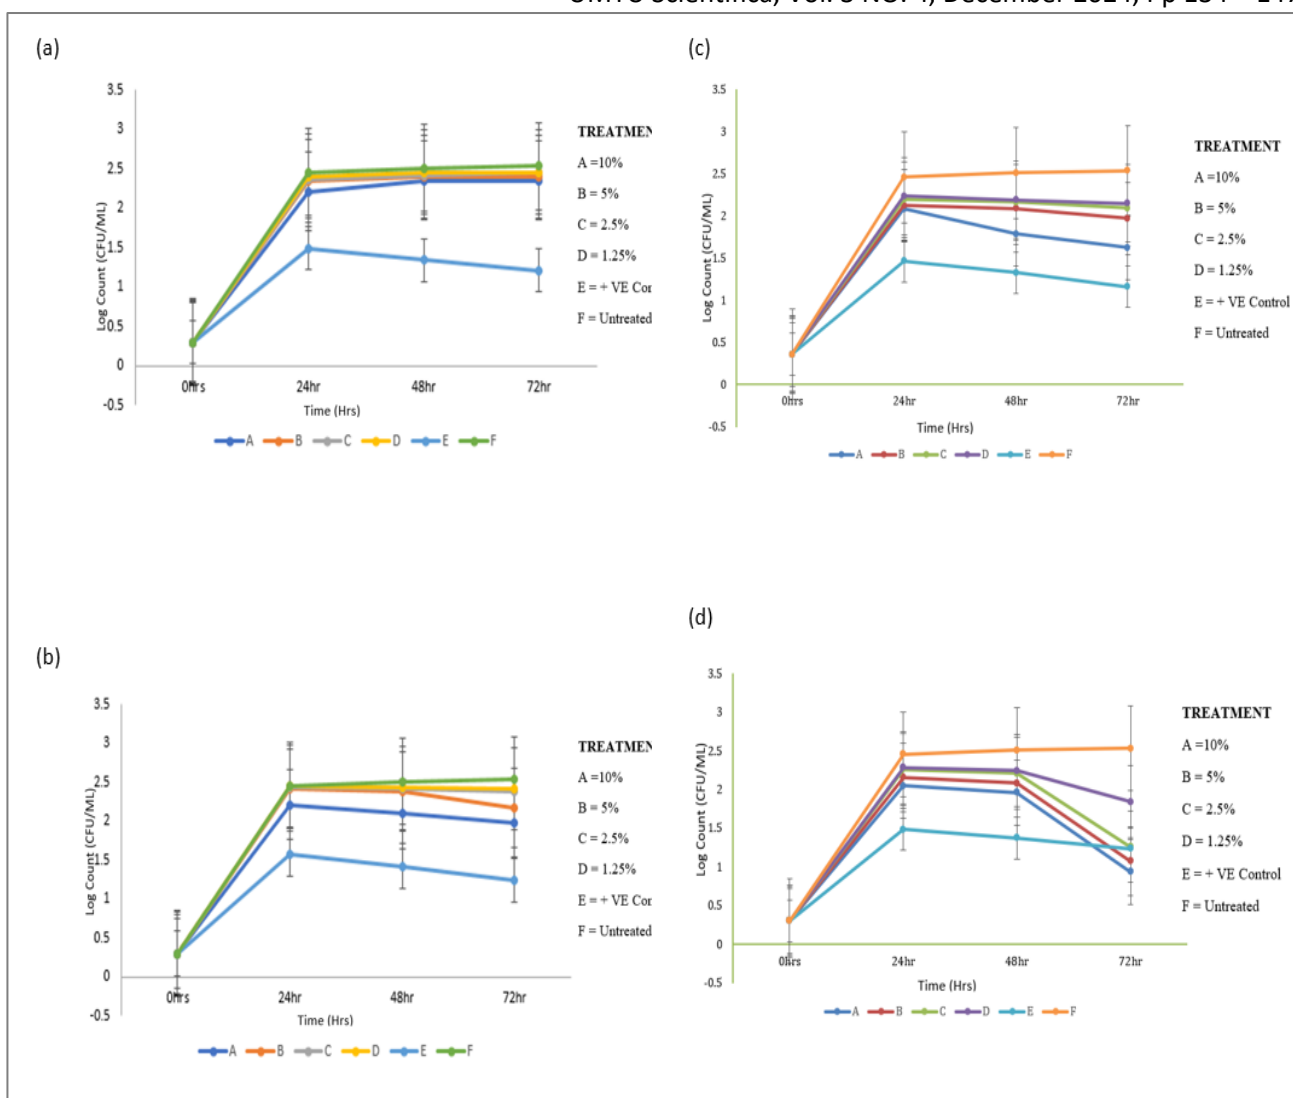 (a)
3.5
3
2.5
2
1.5
1
0.5
0
-0.5
Log Count (CFU/ML)
0hrs 24hr 48hr 72hr
Time (Hrs)
A B C D E F
TREATMEN
A =10%
B = 5%
C = 2.5%
D = 1.25%
E = + VE Cor
F = Untreated
(c)
3.5
3
2.5
2
1.5
1
0.5
0
-0.5
Log Count (CFU/ML)
0hrs 24hr 48hr 72hr
Time (Hrs)
A B C D E F
TREATMENT
A =10%
B = 5%
C = 2.5%
D = 1.25%
E = + VE Control
F = Untreated
(b)
3.5
3
2.5
2
1.5
1
0.5
0
-0.5
Log Count (CFU/ML)
0hrs 24hr 48hr 72hr
Time (Hrs)
A B C D E F
TREATMEN
A =10%
B = 5%
C = 2.5%
D = 1.25%
E = + VE Cor
F = Untreated
(d)
3.5
3
2.5
2
1.5
1
0.5
0
-0.5
Log Count (CFU/ML)
0hrs 24hr 48hr 72hr
Time (Hrs)
A B C D E F
TREATMENT
A =10%
B = 5%
C = 2.5%
D = 1.25%
E = + VE Control
F = Untreated